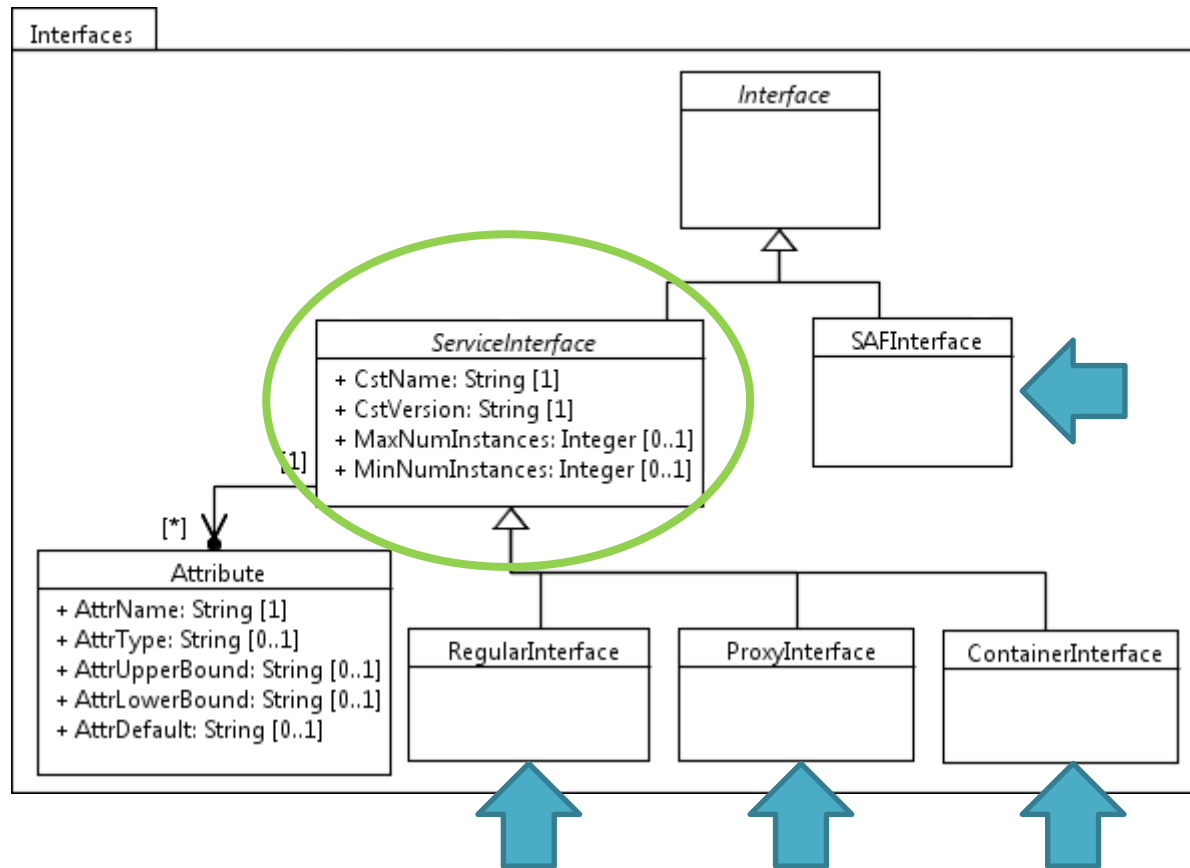 Interfaces
Interface
ServiceInterface
+ CstName: String [1]
+ CstVersion: String [1]
+ MaxNumInstances: Integer [0..1]
+ MinNumInstances: Integer [0..1]
SAFInterface
[1]
[*]
Attribute
+ AttrName: String [1]
+ AttrType: String [0..1]
+ AttrUpperBound: String [0..1]
+ AttrLowerBound: String [0..1]
+ AttrDefault: String [0..1]
RegularInterface
ProxyInterface
ContainerInterface